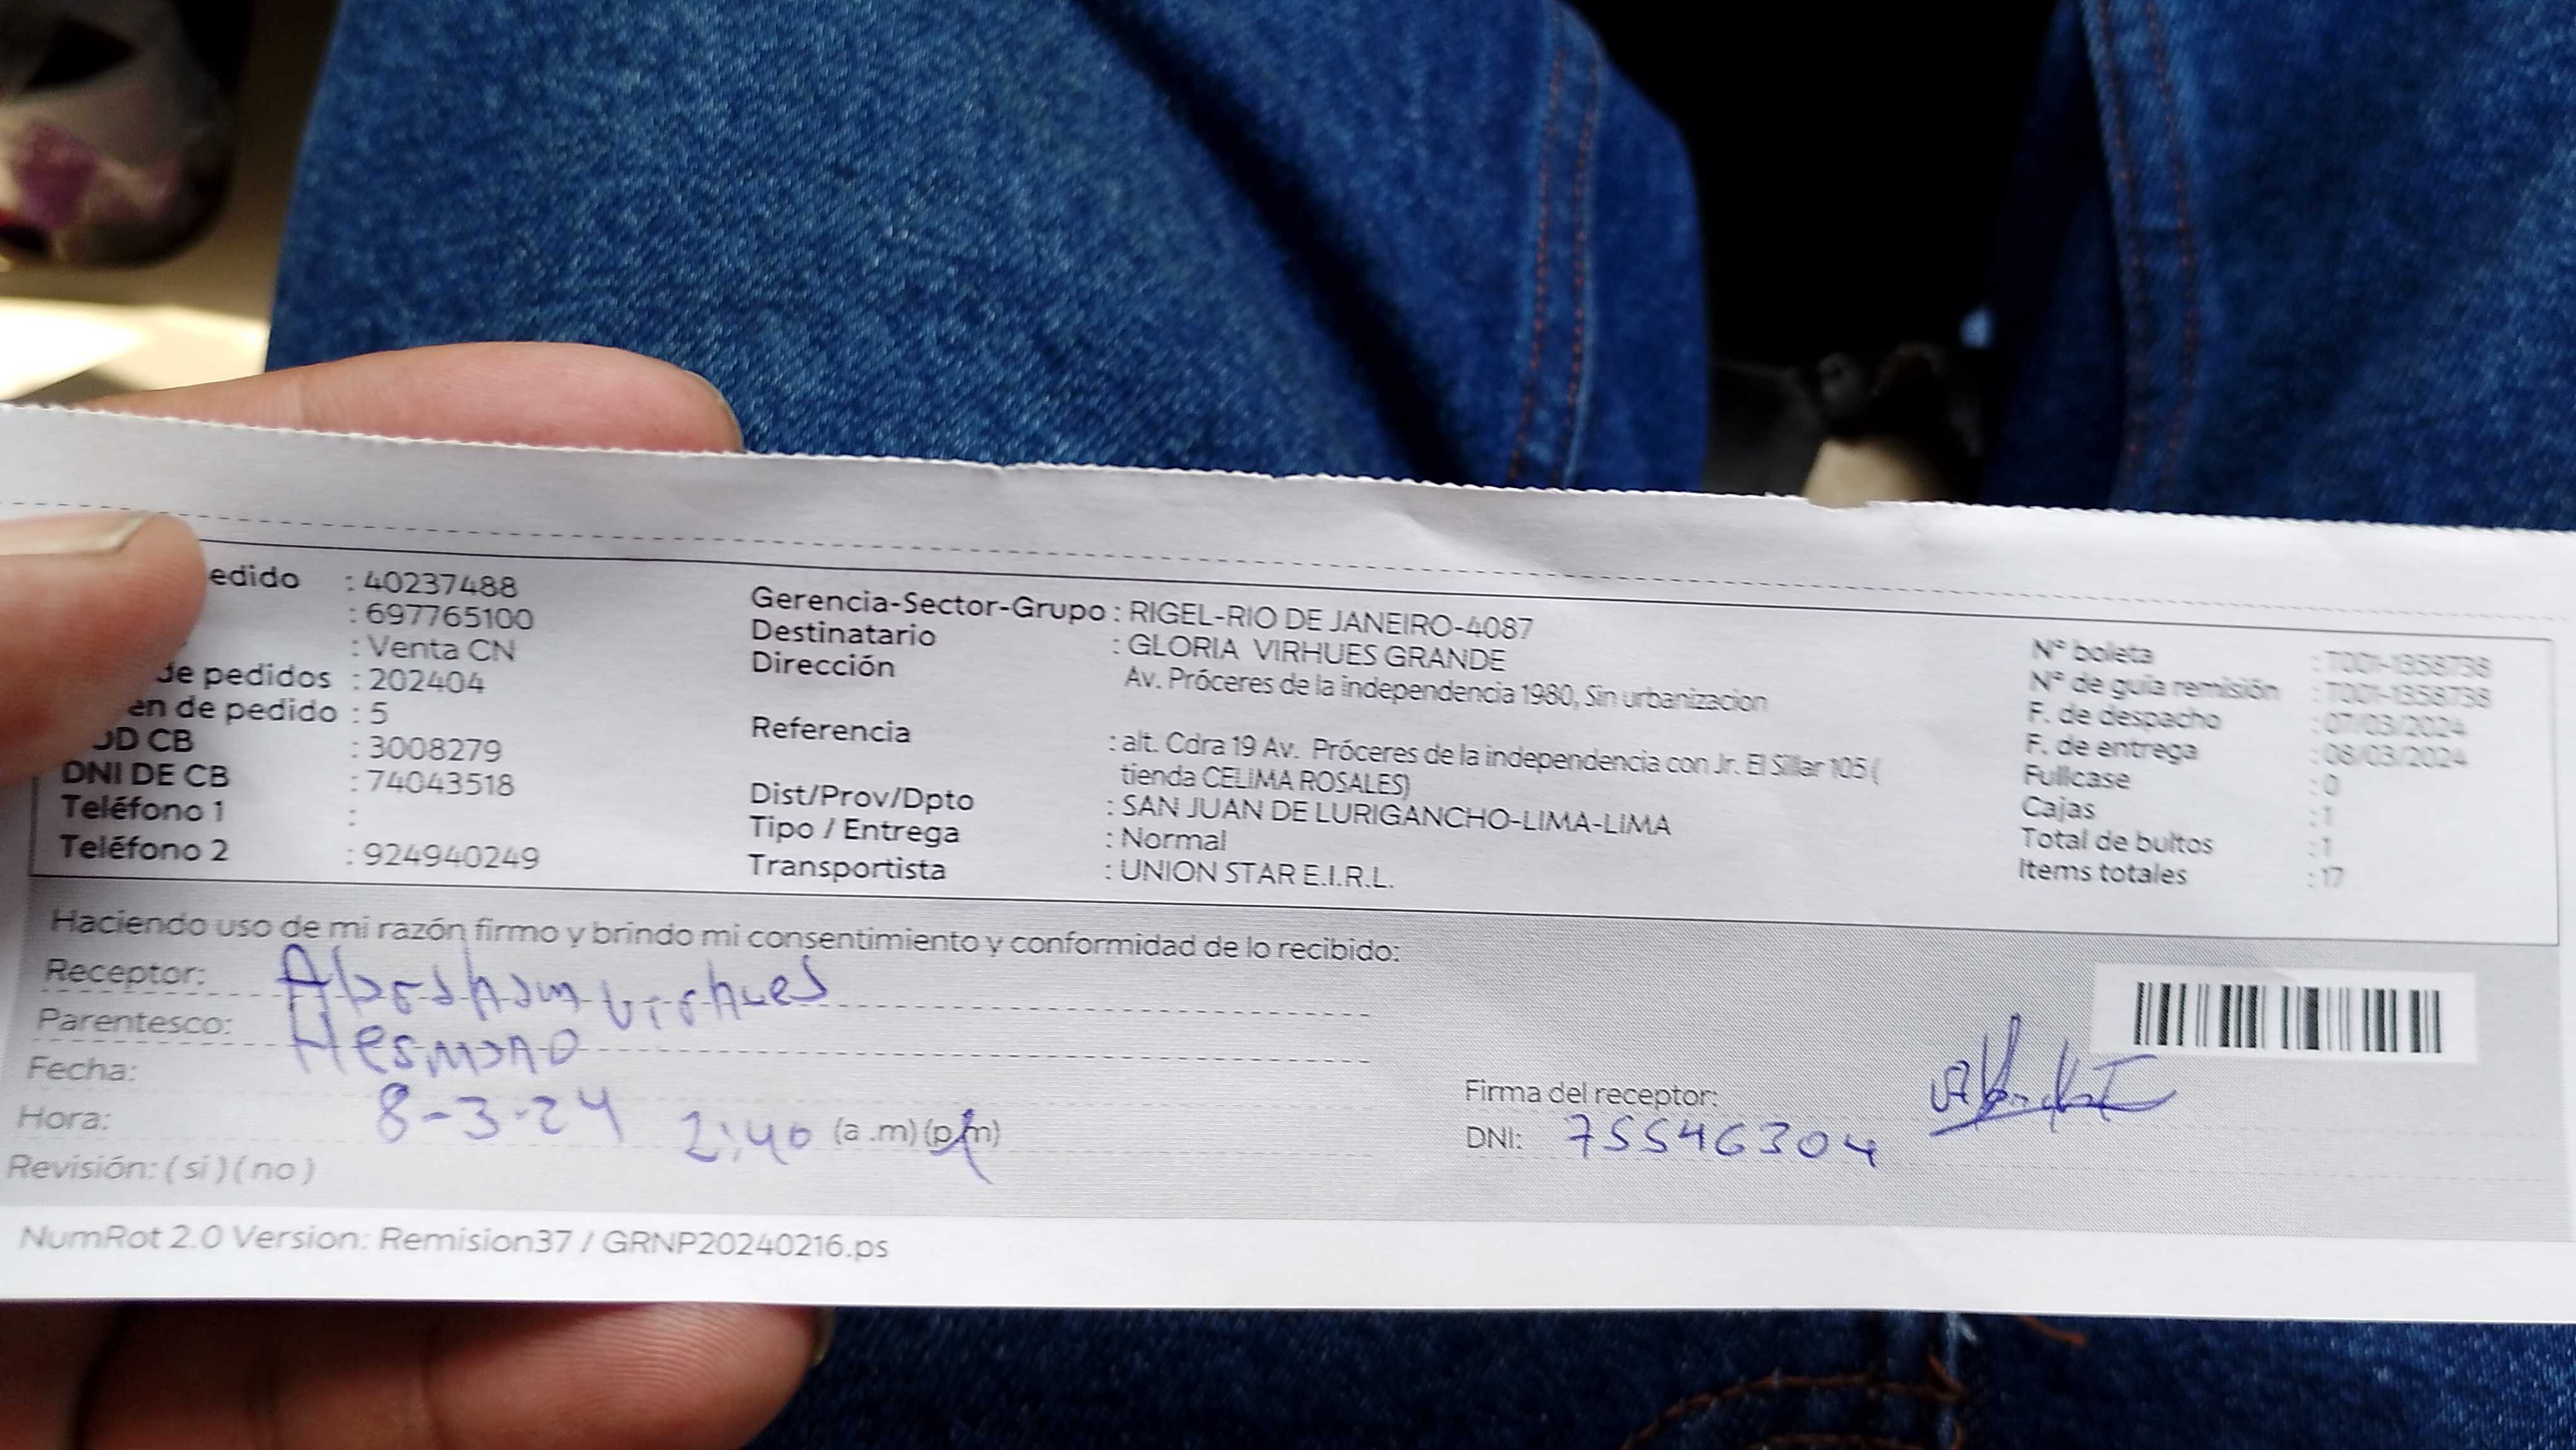 edido : 40237488
: 697765100
: Venta CN
de pedidos : 202404
en de pedido : 5
OD CB : 3008279
DNI DE CB : 74043518
Teléfono 1 :
Teléfono 2 : 924940249
Gerencia-Sector-Grupo : RIGEL-RIO DE JANEIRO-4087
Destinatario : GLORIA VIRHUES GRANDE
Dirección Av. Próceres de la independencia 1980, Sin urbanizacion
Referencia : alt. Cdra 19 Av. Próceres de la independencia con Jr. El Sillar 105 (
tienda CELIMA ROSALES)
Dist/Prov/Dpto : SAN JUAN DE LURIGANCHO-LIMA-LIMA
Tipo / Entrega : Normal
Transportista : UNION STAR E.I.R.L.
N° boleta : T001-1358738
N° de guía remisión : T001-1358738
F. de despacho : 07/03/2024
F. de entrega : 08/03/2024
Fullcase : 0
Cajas : 1
Total de bultos : 1
Items totales : 17
Haciendo uso de mi razón firmo y brindo mi consentimiento y conformidad de lo recibido:
Receptor: Abraham Virhues
Parentesco: Hermano
Fecha: 8-3-24
Hora: 2:40 (a.m) (p.m)
Revisión: ( si ) ( no )
Firma del receptor:
DNI: 75546304
NumRot 2.0 Version: Remision37 / GRNP20240216.ps